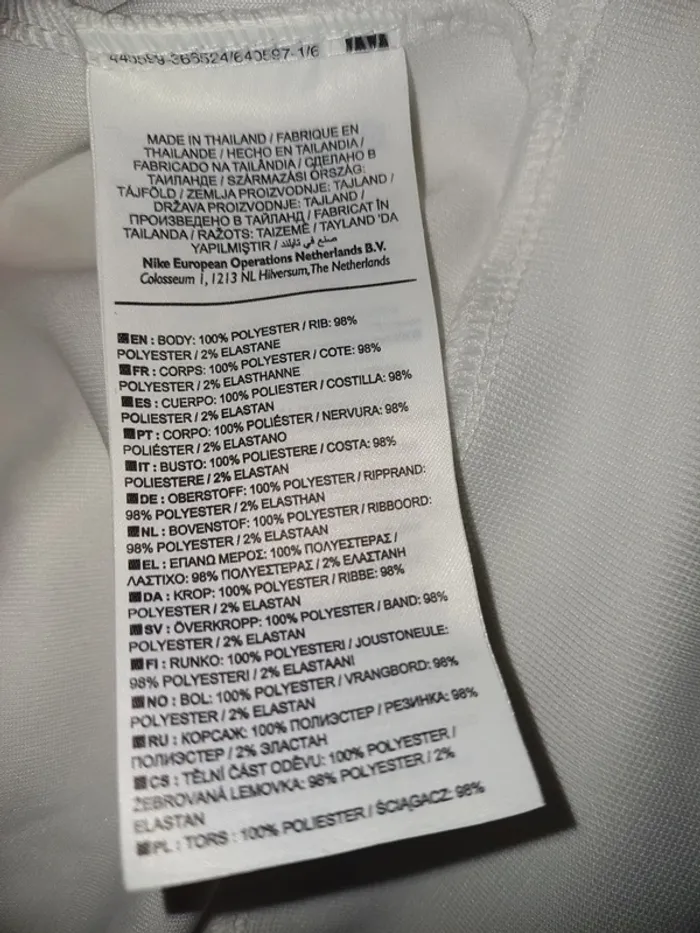 440599-366524/640597-1/6
MADE IN THAILAND / FABRIQUE EN
THAILANDE / HECHO EN TAILANDIA /
FABRICADO NA TAILÂNDIA / СДЕЛАНО В
ТАИЛАНДЕ / SZÁRMAZÁSI ORSZÁG:
TÁJFÖLD / ZEMLJA PROIZVODNJE: TAJLAND /
DRŽAVA PROIZVODNJE: TAJLAND /
ПРОИЗВЕДЕНО В ТАЙЛАНД / FABRICAT ÎN
TAILANDA / RAŽOTS: TAIZEMĒ / TAYLAND 'DA
YAPILMIŞTIR / صنع في تايلند
Nike European Operations Netherlands B.V.
Colosseum 1, 1213 NL Hilversum, The Netherlands
EN : BODY: 100% POLYESTER / RIB: 98%
POLYESTER / 2% ELASTANE
FR : CORPS: 100% POLYESTER / COTE: 98%
POLYESTER / 2% ELASTHANNE
ES : CUERPO: 100% POLIESTER / COSTILLA: 98%
POLIESTER / 2% ELASTAN
PT : CORPO: 100% POLIÉSTER / NERVURA: 98%
POLIÉSTER / 2% ELASTANO
IT : BUSTO: 100% POLIESTERE / COSTA: 98%
POLIESTERE / 2% ELASTAN
DE : OBERSTOFF: 100% POLYESTER / RIPPRAND:
98% POLYESTER / 2% ELASTHAN
NL : BOVENSTOF: 100% POLYESTER / RIBBOORD:
98% POLYESTER / 2% ELASTAAN
EL : ΕΠΑΝΩ ΜΕΡΟΣ: 100% ΠΟΛΥΕΣΤΕΡΑΣ /
ΛΑΣΤΙΧΟ: 98% ΠΟΛΥΕΣΤΕΡΑΣ / 2% ΕΛΑΣΤΑΝΗ
DA : KROP: 100% POLYESTER / RIBBE: 98%
POLYESTER / 2% ELASTAN
SV : ÖVERKROPP: 100% POLYESTER / BAND: 98%
POLYESTER / 2% ELASTAN
FI : RUNKO: 100% POLYESTERI / JOUSTONEULE:
98% POLYESTERI / 2% ELASTAANI
NO : BOL: 100% POLYESTER / VRANGBORD: 98%
POLYESTER / 2% ELASTAN
RU : КОРСАЖ: 100% ПОЛИЭСТЕР / РЕЗИНКА: 98%
ПОЛИЭСТЕР / 2% ЭЛАСТАН
CS : TĚLNÍ ČÁST ODĚVU: 100% POLYESTER /
ŽEBROVANÁ LEMOVKA: 98% POLYESTER / 2%
ELASTAN
PL : TORS : 100% POLIESTER / ŚCIĄGACZ: 98%